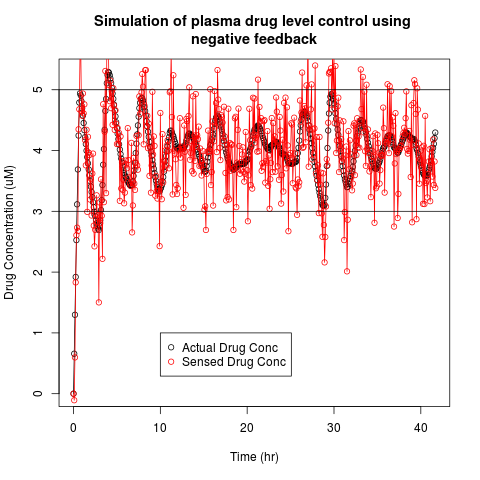 Simulation of plasma drug level control using
negative feedback
Drug Concentration (uM)
5
4
3
2
1
0
Actual Drug Conc
Sensed Drug Conc
0 10 20 30 40
Time (hr)